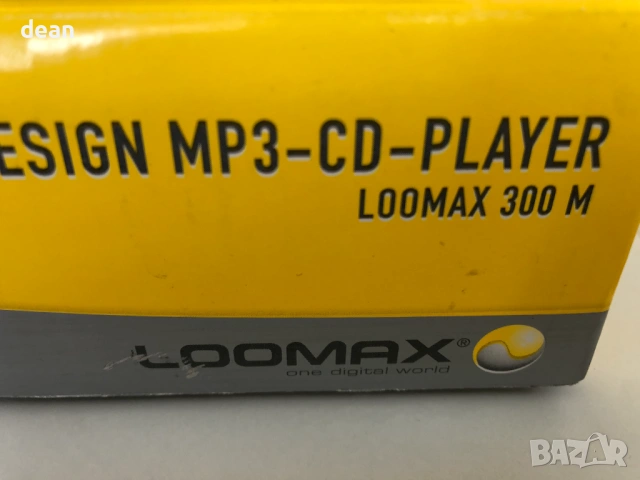 dean
ESIGN MP3-CD-PLAYER
LOOMAX 300 M
LOOMAX®
one digital world
BAZAR